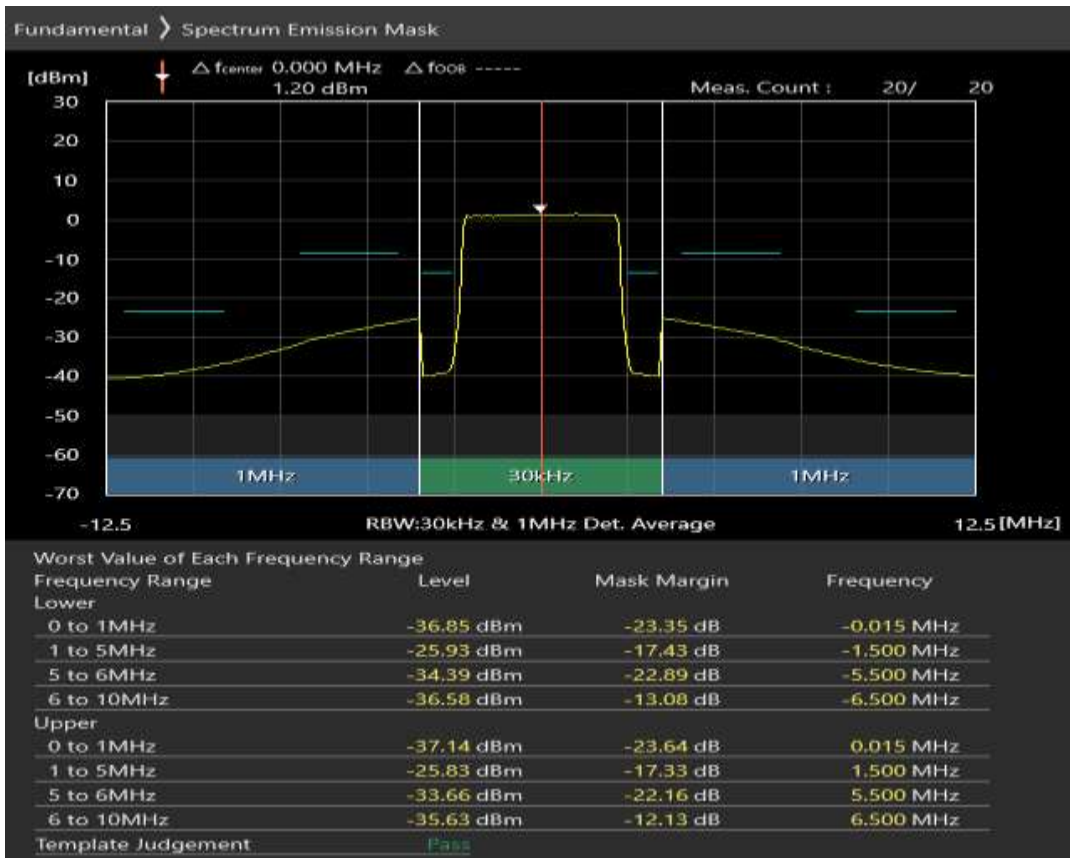 Fundamental 〉 Spectrum Emission Mask
[dBm] △ fcenter 0.000 MHz △ fOOB -----
1.20 dBm Meas. Count : 20/ 20
30
20
10
0
-10
-20
-30
-40
-50
-60
1MHz 30kHz 1MHz
-70
-12.5 RBW:30kHz & 1MHz Det. Average 12.5 [MHz]
Worst Value of Each Frequency Range
Frequency Range Level Mask Margin Frequency
Lower
0 to 1MHz -36.85 dBm -23.35 dB -0.015 MHz
1 to 5MHz -25.93 dBm -17.43 dB -1.500 MHz
5 to 6MHz -34.39 dBm -22.89 dB -5.500 MHz
6 to 10MHz -36.58 dBm -13.08 dB -6.500 MHz
Upper
0 to 1MHz -37.14 dBm -23.64 dB 0.015 MHz
1 to 5MHz -25.83 dBm -17.33 dB 1.500 MHz
5 to 6MHz -33.66 dBm -22.16 dB 5.500 MHz
6 to 10MHz -35.63 dBm -12.13 dB 6.500 MHz
Template Judgement Pass